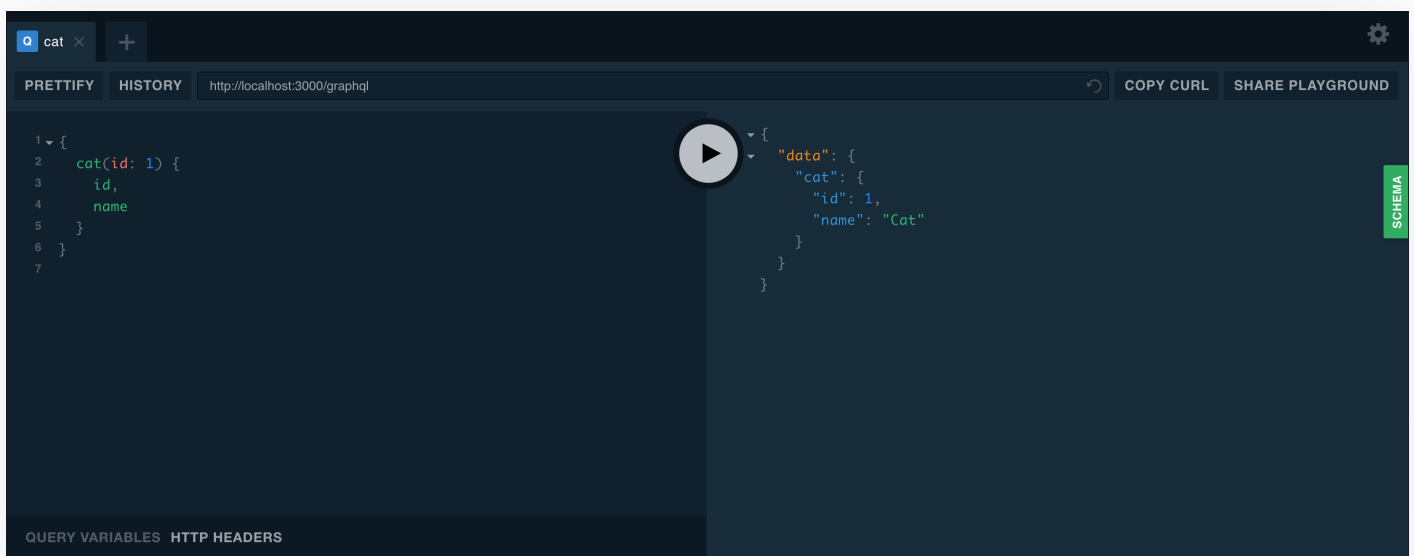 Q cat
PRETTIFY HISTORY http://localhost:3000/graphql COPY CURL SHARE PLAYGROUND
1 {
2 cat(id: 1) {
3 id,
4 name
5 }
6 }
7
{
"data": {
"cat": {
"id": 1,
"name": "Cat"
}
}
}
SCHEMA
QUERY VARIABLES HTTP HEADERS